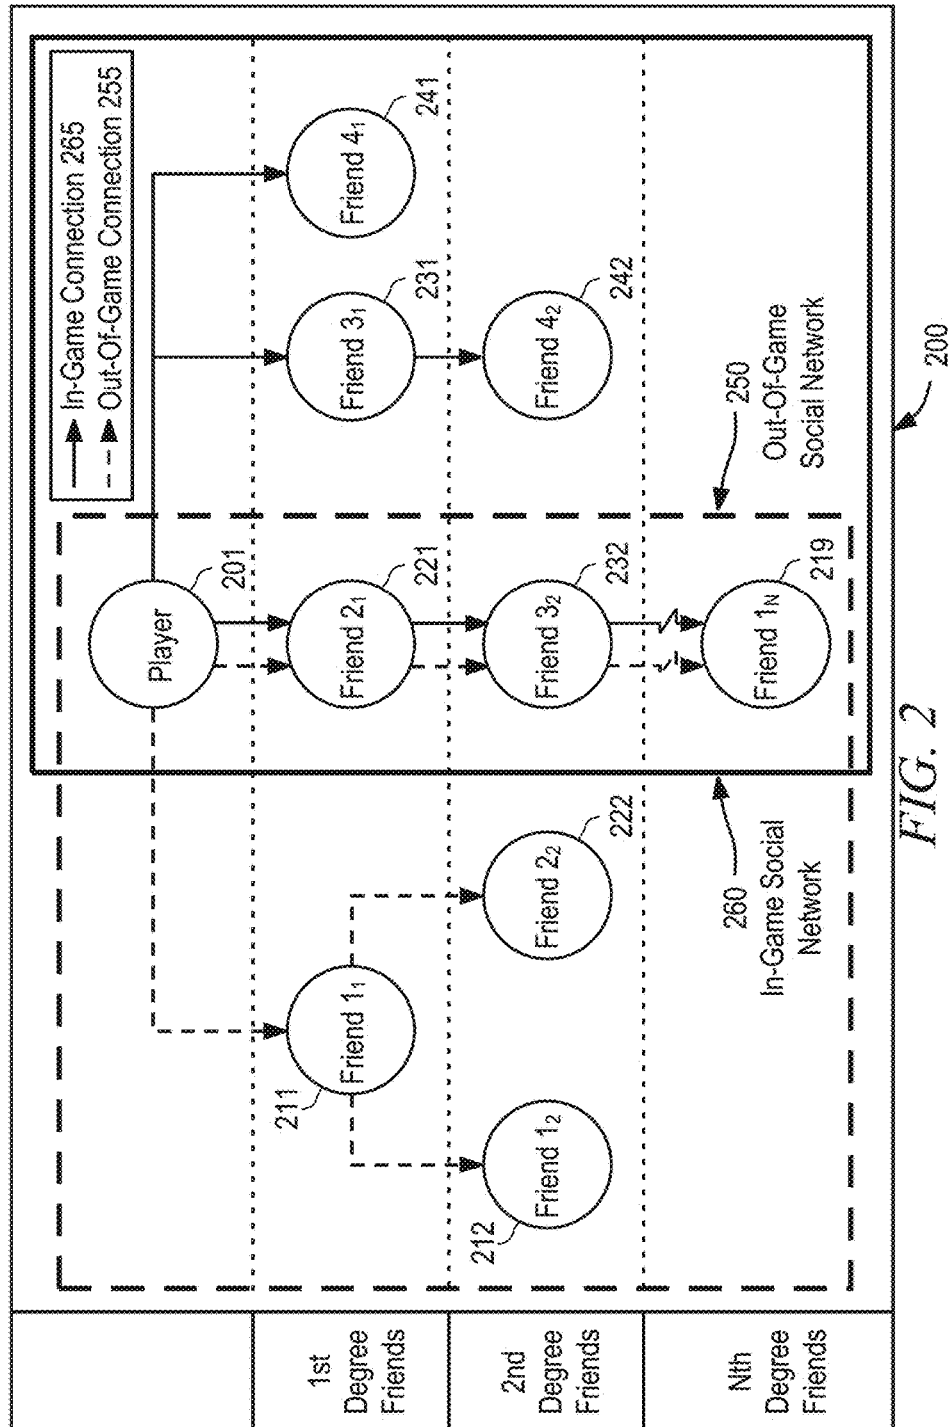 In-Game Connection 265
Out-Of-Game Connection 255
Player
201
1st
Degree
Friends
211
Friend 1₁
Friend 2₁
221
Friend 3₁
231
Friend 4₁
241
2nd
Degree
Friends
212
Friend 1₂
Friend 2₂
222
Friend 3₂
232
Friend 4₂
242
Nth
Degree
Friends
260
In-Game Social
Network
Friend 1N
219
250
Out-Of-Game
Social Network
200
FIG. 2